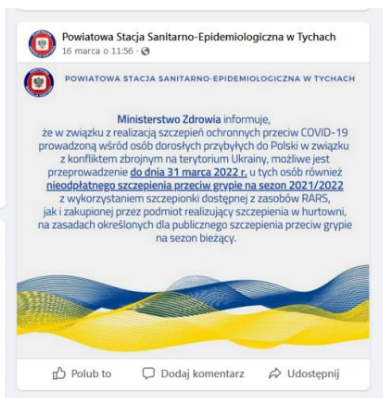 Powiatowa Stacja Sanitarno-Epidemiologiczna w Tychach
16 marca o 11:56 ·
POWIATOWA STACJA SANITARNO-EPIDEMIOLOGICZNA W TYCHACH
Ministerstwo Zdrowia informuje,
że w związku z realizacją szczepień ochronnych przeciw COVID-19
prowadzoną wśród osób dorosłych przybyłych do Polski w związku
z konfliktem zbrojnym na terytorium Ukrainy, możliwe jest
przeprowadzenie do dnia 31 marca 2022 r. u tych osób również
nieodpłatnego szczepienia przeciw grypie na sezon 2021/2022
z wykorzystaniem szczepionki dostępnej z zasobów RARS,
jak i zakupionej przez podmiot realizujący szczepienia w hurtowni,
na zasadach określonych dla publicznego szczepienia przeciw grypie
na sezon bieżący.
Polubto Dodaj komentarz Udostępnij